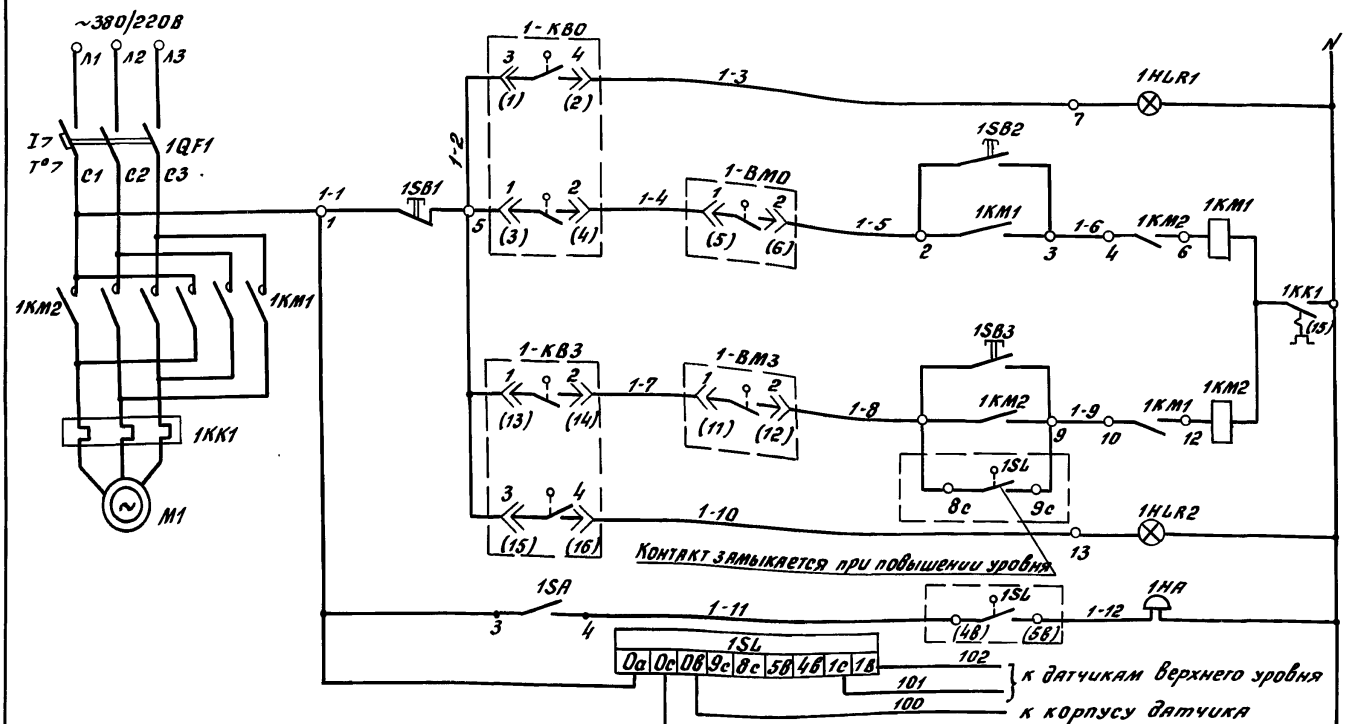 ~380/220В
Л1 Л2 Л3
I>
T°>
1QF1
C1 C2 C3
1KM2
1KM1
1KK1
M1
1-1
1
1SB1
1-2
5
1-КВО
3 4
(1) (2)
1-3
7
1HLR1
N
1 2
(3) (4)
1-4
1-ВМО
1 2
(5) (6)
1-5
2
1SB2
1KM1
3
1-6
4
1KM2
6
1KM1
1KK1
(15)
1-КВЗ
1 2
(13) (14)
1-7
1-ВМЗ
1 2
(11) (12)
1-8
1SB3
1KM2
9
1-9
10
1KM1
12
1KM2
1SL
8с 9с
3 4
(15) (16)
1-10
13
1HLR2
Контакт замыкается при повышении уровня
1SA
3 4
1-11
1SL
(4В) (5В)
1-12
1HA
1SL
0а 0с 0В 9с 8с 5В 4В 1с 1В
102
101
к датчикам верхнего уровня
100
к корпусу датчика